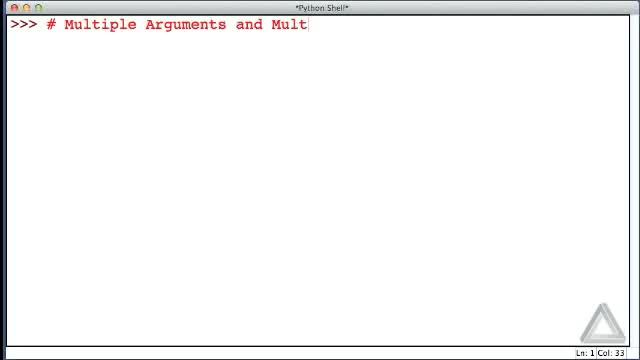 *Python Shell*
>>> # Multiple Arguments and Mult
Ln: 1 Col: 33